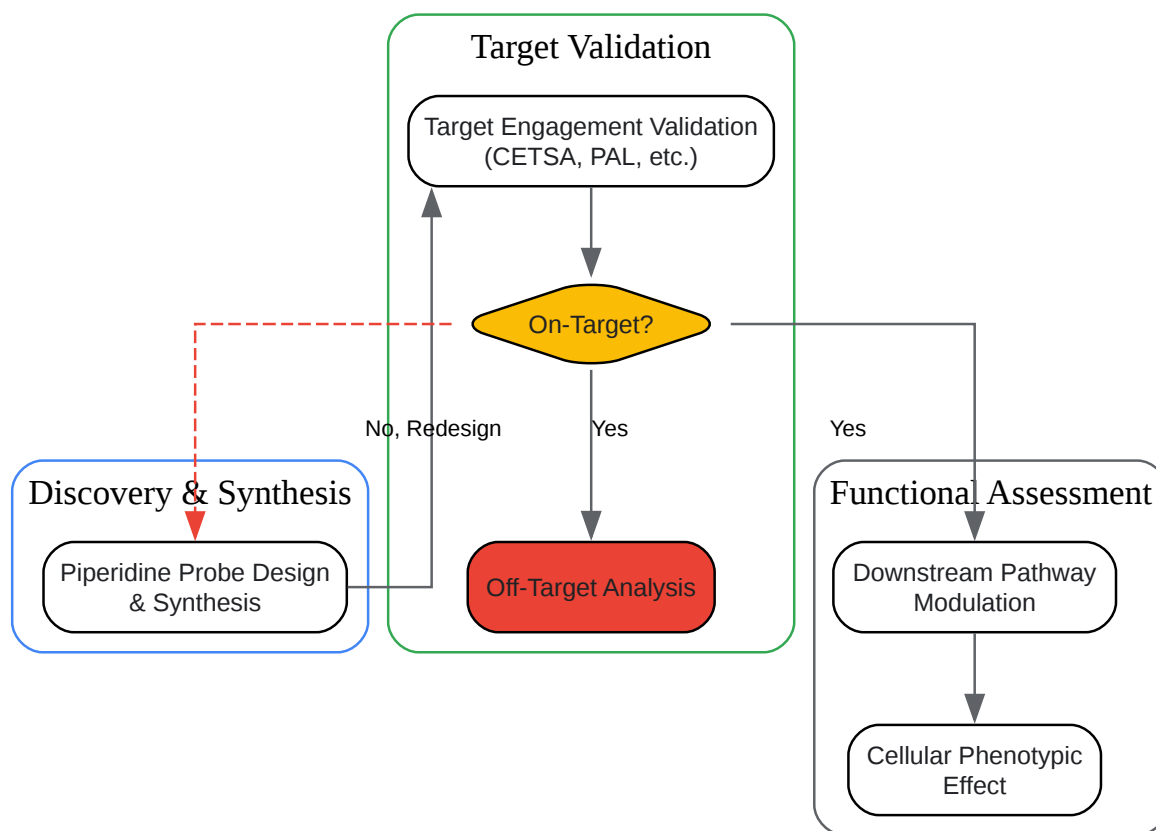 Target Validation
Target Engagement Validation
(CETSA, PAL, etc.)
On-Target?
No, Redesign
Yes
Yes
Discovery & Synthesis
Piperidine Probe Design
& Synthesis
Off-Target Analysis
Functional Assessment
Downstream Pathway
Modulation
Cellular Phenotypic
Effect